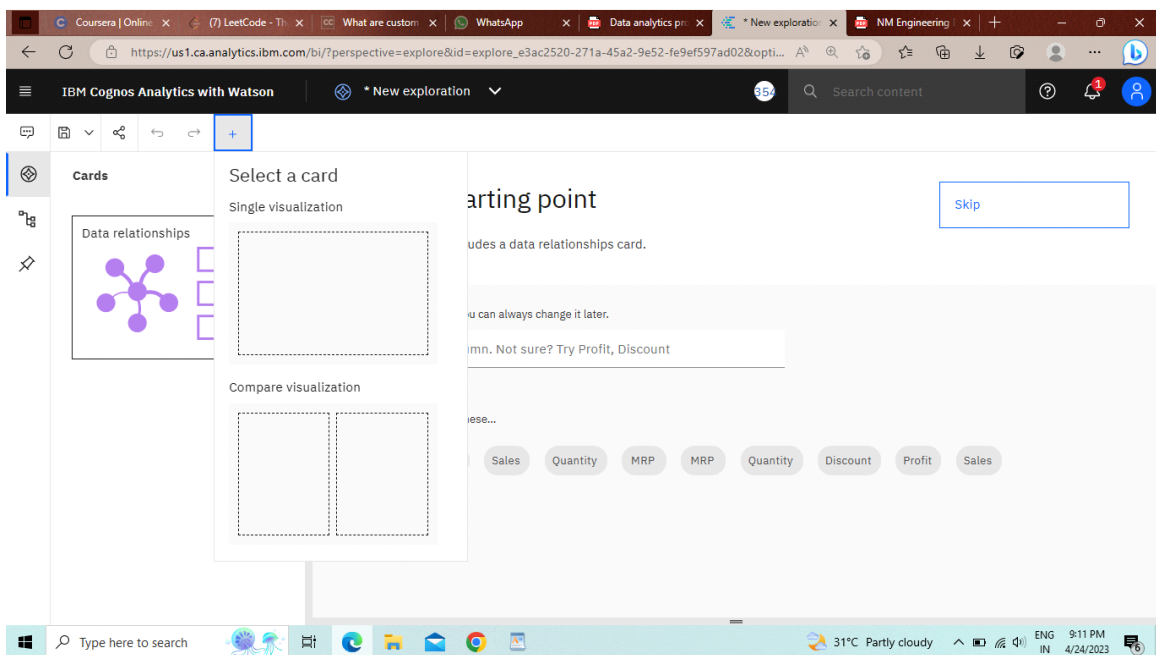 Coursera | Online
(7) LeetCode - Th
CC What are custom
WhatsApp
Data analytics pro
* New exploration
NM Engineering
https://us1.ca.analytics.ibm.com/bi/?perspective=explore&id=explore_e3ac2520-271a-45a2-9e52-fe9ef597ad02&opti...
IBM Cognos Analytics with Watson
* New exploration
354
Search content
1
Cards
Data relationships
Select a card
Single visualization
Compare visualization
arting point
Skip
udes a data relationships card.
u can always change it later.
umn. Not sure? Try Profit, Discount
nese...
Sales Quantity MRP MRP Quantity Discount Profit Sales
Type here to search
31°C Partly cloudy
ENG
IN
9:11 PM
4/24/2023
6